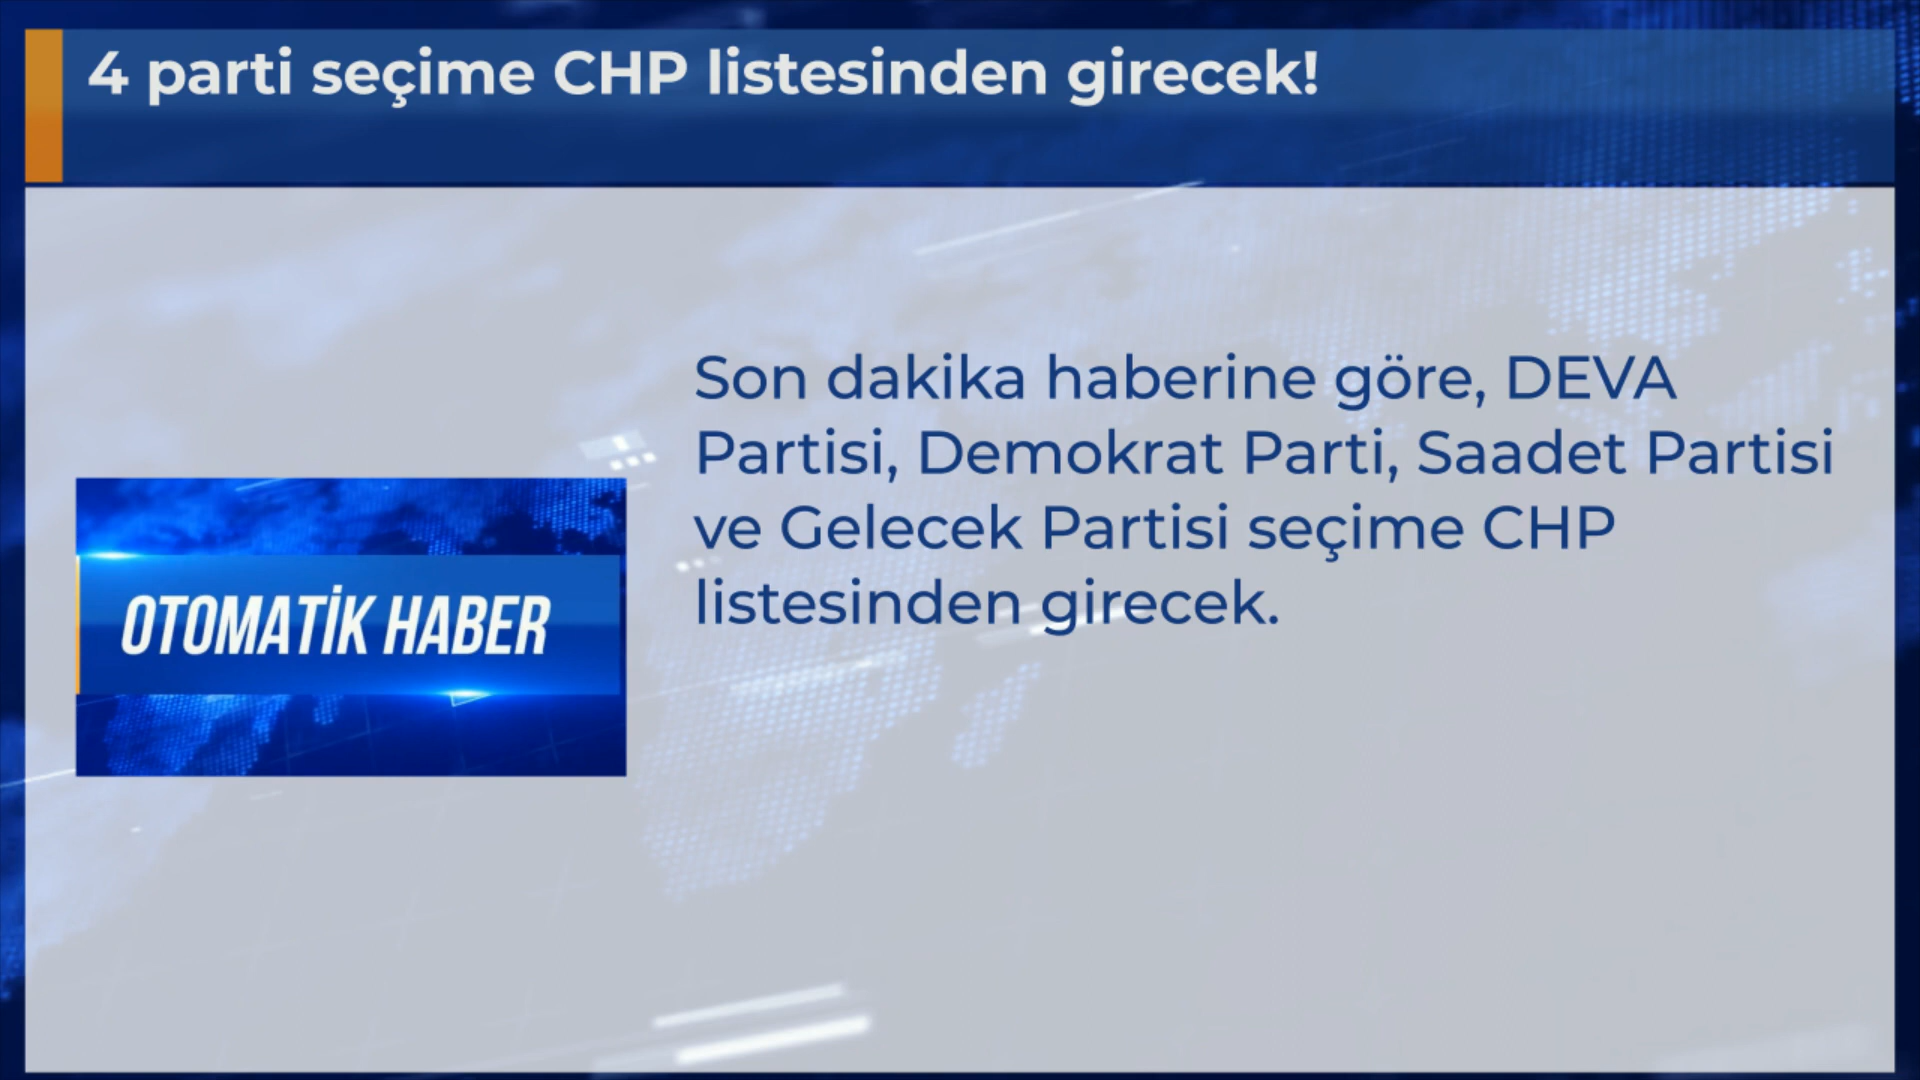 4 parti seçime CHP listesinden girecek!
Son dakika haberine göre, DEVA
Partisi, Demokrat Parti, Saadet Partisi
ve Gelecek Partisi seçime CHP
listesinden girecek.
OTOMATİK HABER